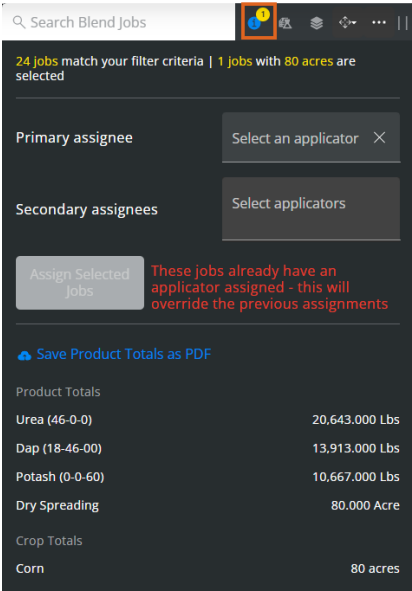 Search Blend Jobs
1
24 jobs match your filter criteria | 1 jobs with 80 acres are
selected
Primary assignee
Select an applicator
Secondary assignees
Select applicators
Assign Selected
Jobs
These jobs already have an
applicator assigned - this will
override the previous assignments
Save Product Totals as PDF
Product Totals
Urea (46-0-0) 20,643.000 Lbs
Dap (18-46-00) 13,913.000 Lbs
Potash (0-0-60) 10,667.000 Lbs
Dry Spreading 80.000 Acre
Crop Totals
Corn 80 acres